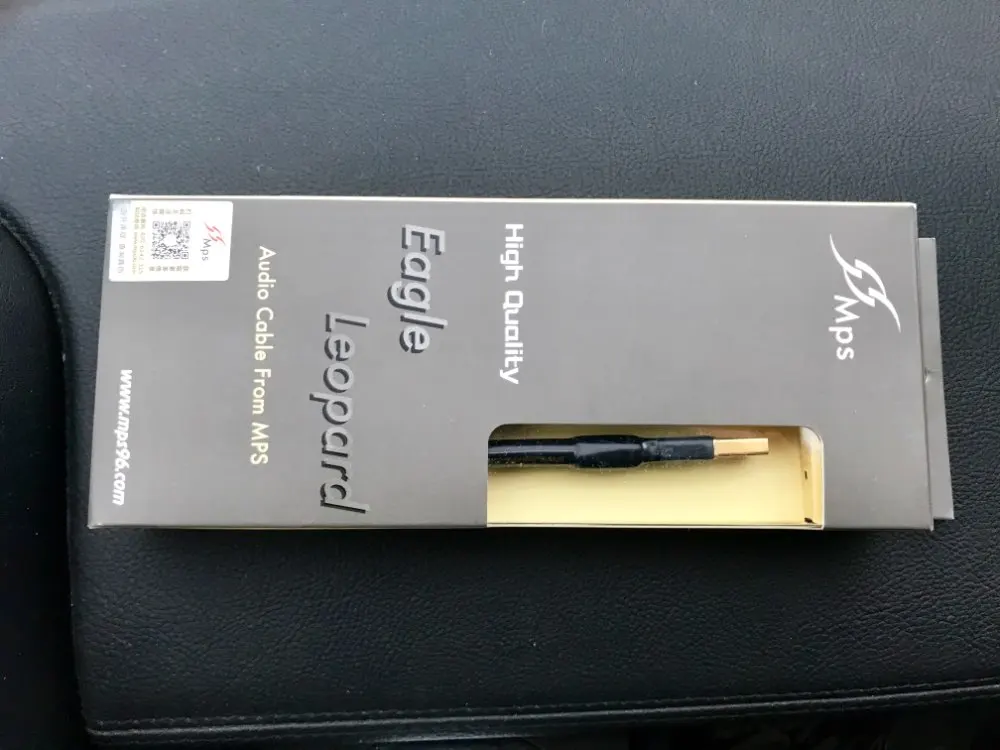 Mps
High Quality
Eagle
Leopard
Audio Cable From MPS
www.mps96.com
Mps